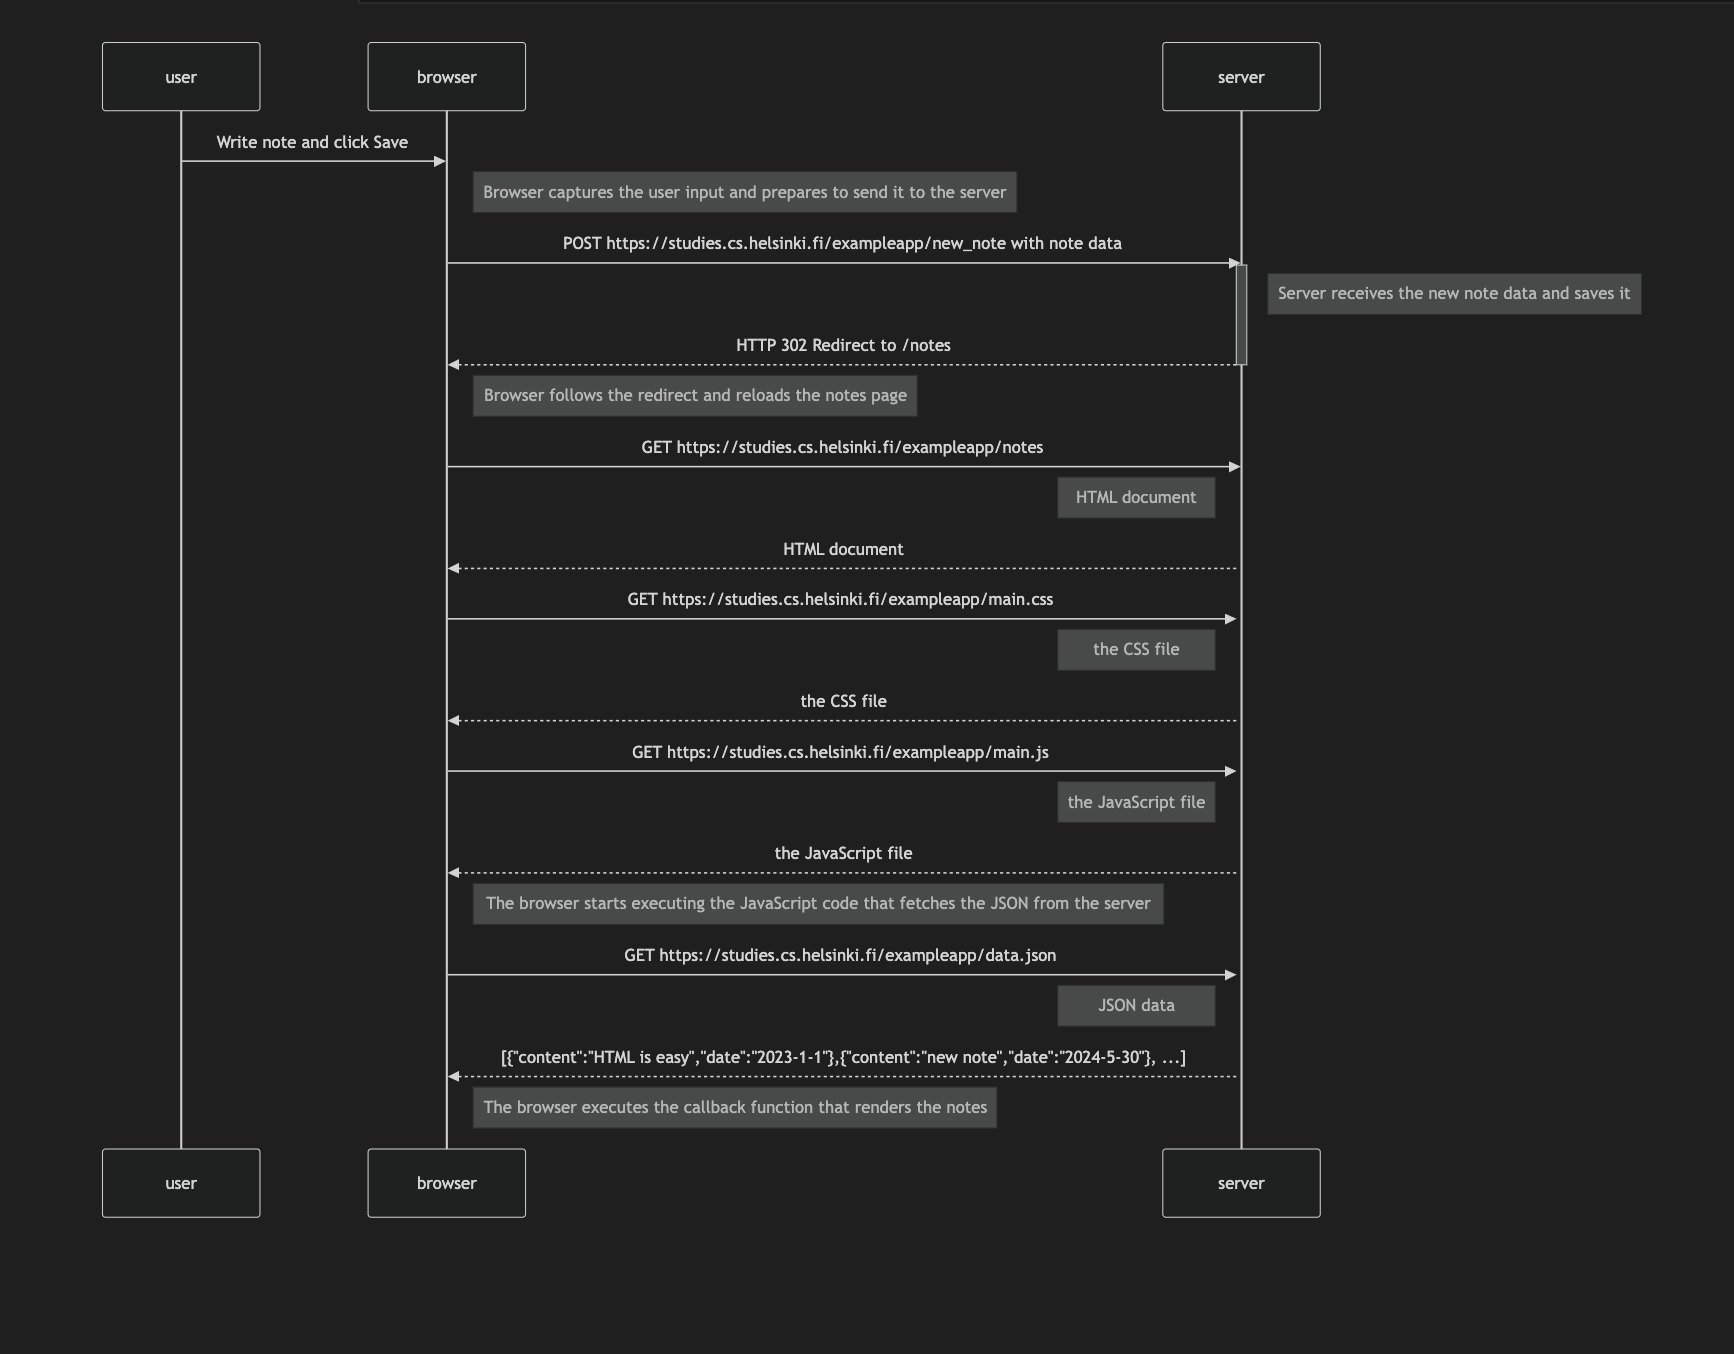 user
browser
server
Write note and click Save
Browser captures the user input and prepares to send it to the server
POST https://studies.cs.helsinki.fi/exampleapp/new_note with note data
Server receives the new note data and saves it
HTTP 302 Redirect to /notes
Browser follows the redirect and reloads the notes page
GET https://studies.cs.helsinki.fi/exampleapp/notes
HTML document
HTML document
GET https://studies.cs.helsinki.fi/exampleapp/main.css
the CSS file
the CSS file
GET https://studies.cs.helsinki.fi/exampleapp/main.js
the JavaScript file
the JavaScript file
The browser starts executing the JavaScript code that fetches the JSON from the server
GET https://studies.cs.helsinki.fi/exampleapp/data.json
JSON data
[{"content":"HTML is easy","date":"2023-1-1"},{"content":"new note","date":"2024-5-30"}, ...]
The browser executes the callback function that renders the notes
user
browser
server